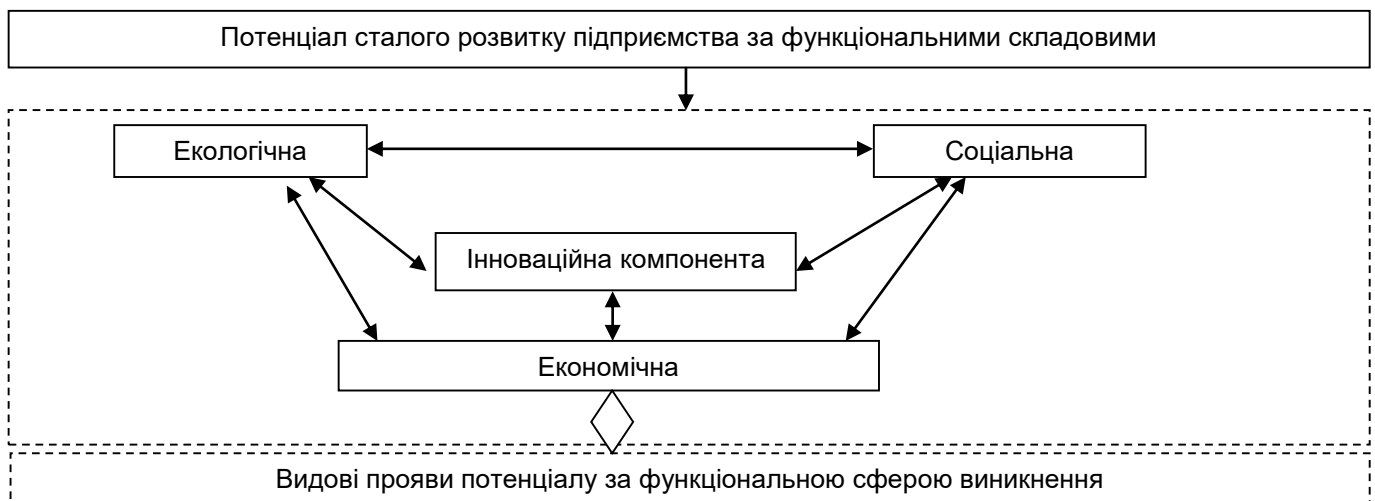 Потенціал сталого розвитку підприємства за функціональними складовими
Екологічна
Соціальна
Інноваційна компонента
Економічна
Видові прояви потенціалу за функціональною сферою виникнення